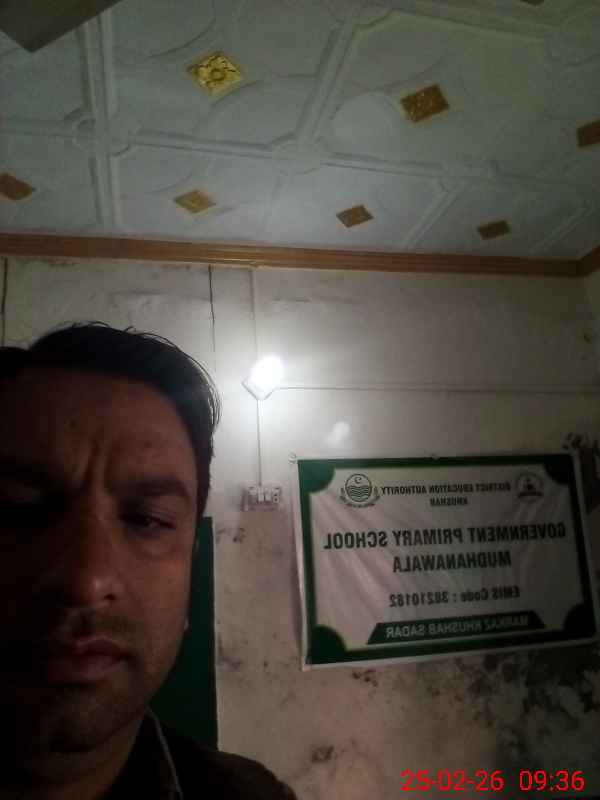 DISTRICT EDUCATION AUTHORITY
KHUSHAB
GOVERNMENT PRIMARY SCHOOL
MUDHANAWALA
EMIS Code : 38210182
MARKAZ KHUSHAB SADAR
25-02-26 09:36